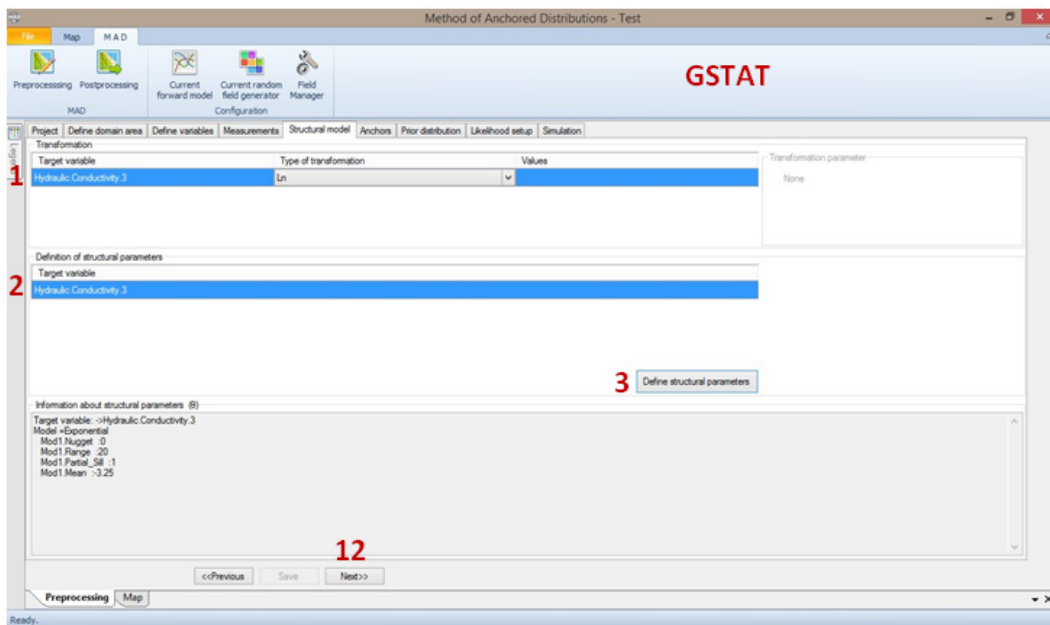 Method of Anchored Distributions - Test
File Map MAD
GSTAT
Preprocesssing Postprocessing Current forward model Current random field generator Field Manager
MAD Configuration
Project Define domain area Define variables Measurements Structural model Anchors Prior distribution Likelihood setup Simulation
Legend
Transformation
Target variable Type of transformation Values
1 Hydraulic.Conductivity.3 Ln
Transformation parameter
None
Definition of structural parameters
Target variable
2 Hydraulic.Conductivity.3
3 Define structural parameters
Information about structural parameters (θ)
Target variable: ->Hydraulic.Conductivity.3
Model =Exponential
Mod1.Nugget :0
Mod1.Range :20
Mod1.Partial_Sill :1
Mod1.Mean :-3.25
12
<<Previous Save Next>>
Preprocessing Map
Ready.